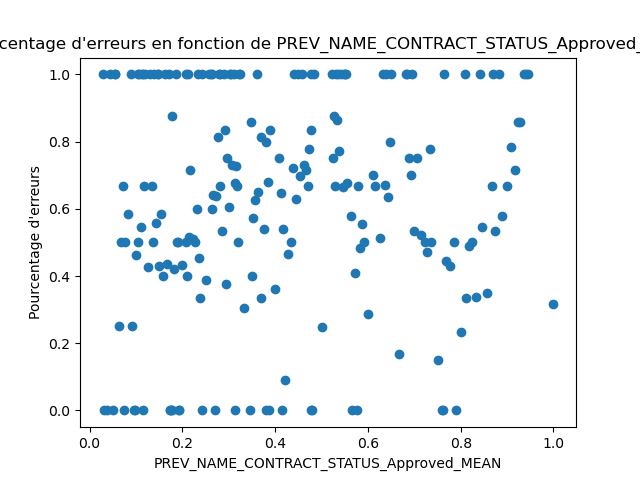 centage d'erreurs en fonction de PREV_NAME_CONTRACT_STATUS_Approved_
1.0
0.8
0.6
0.4
0.2
0.0
Pourcentage d'erreurs
0.0 0.2 0.4 0.6 0.8 1.0
PREV_NAME_CONTRACT_STATUS_Approved_MEAN